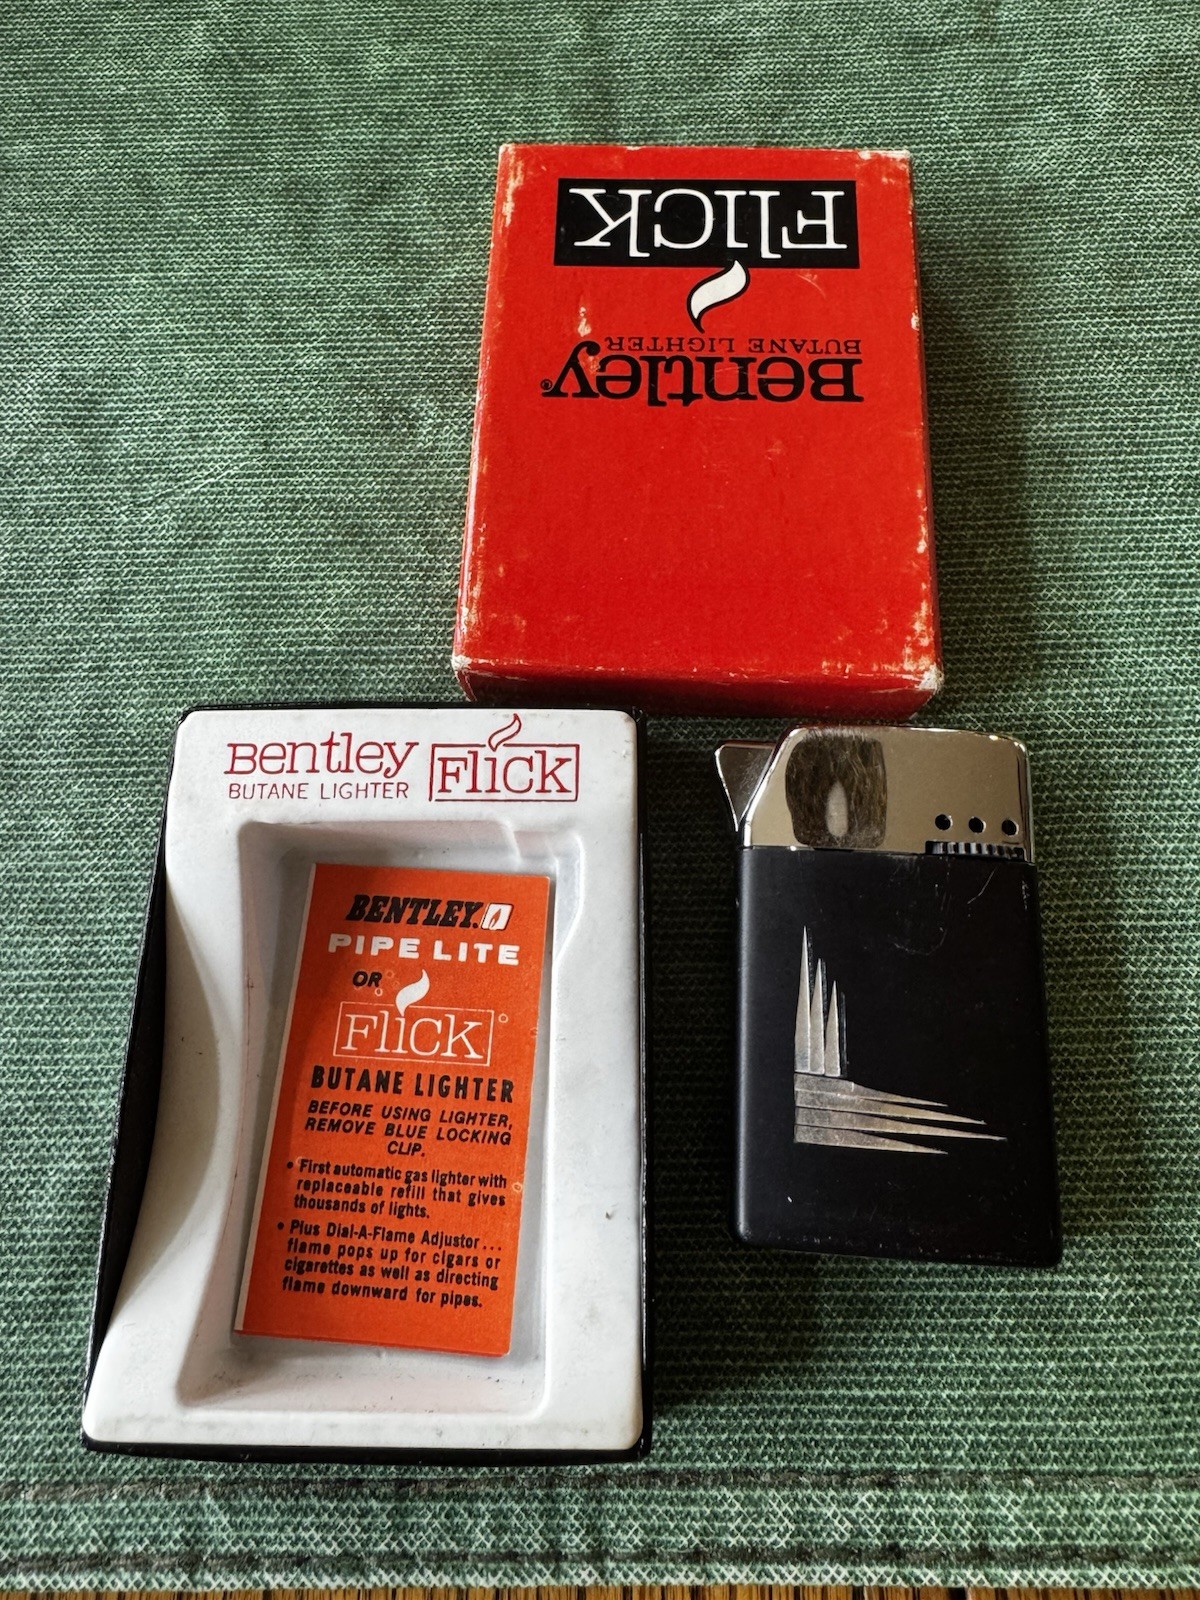 Bentley®
BUTANE LIGHTER
Flick
Bentley Flick
BUTANE LIGHTER
BENTLEY.
PIPE LITE
OR
Flick
BUTANE LIGHTER
BEFORE USING LIGHTER,
REMOVE BLUE LOCKING
CLIP.
• First automatic gas lighter with
replaceable refill that gives
thousands of lights.
• Plus Dial-A-Flame Adjustor...
flame pops up for cigars or
cigarettes as well as directing
flame downward for pipes.